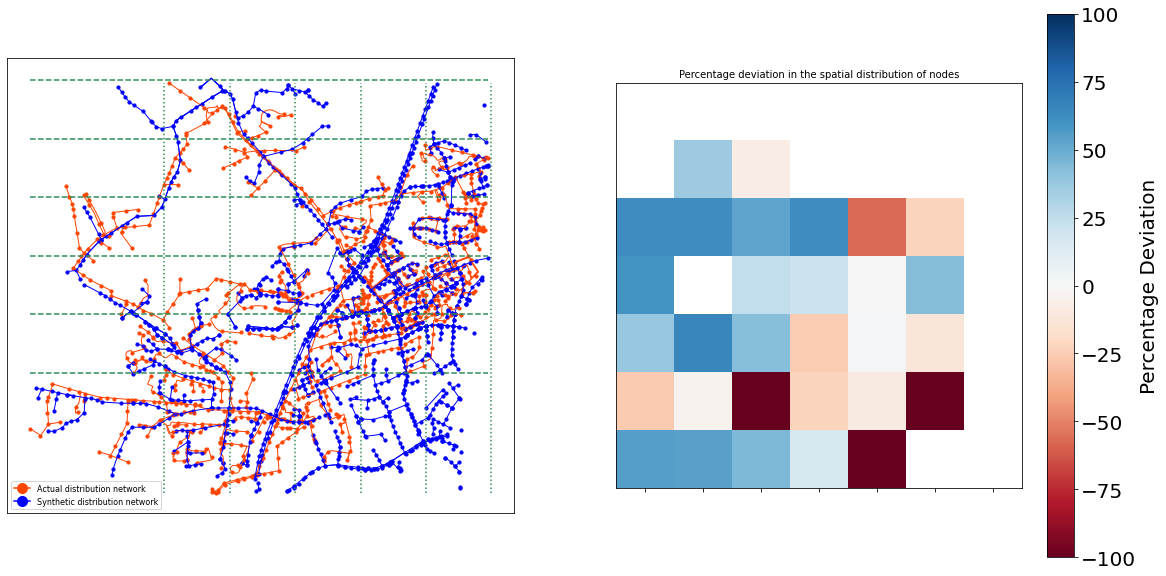 Actual distribution network
Synthetic distribution network
Percentage deviation in the spatial distribution of nodes
100
75
50
25
0
−25
−50
−75
−100
Percentage Deviation